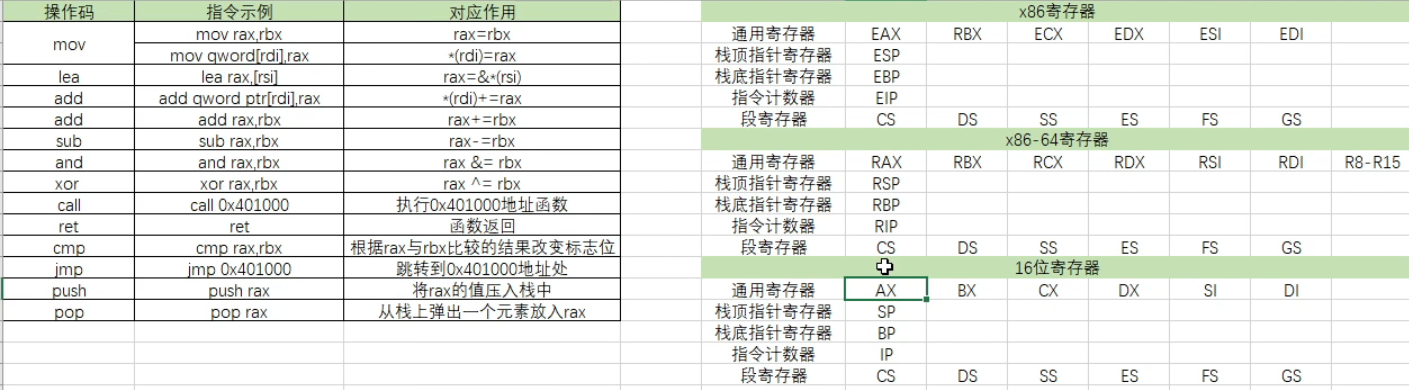 操作码 指令示例 对应作用
mov mov rax,rbx rax=rbx
mov qword[rdi],rax *(rdi)=rax
lea lea rax,[rsi] rax=&*(rsi)
add add qword ptr[rdi],rax *(rdi)+=rax
add add rax,rbx rax+=rbx
sub sub rax,rbx rax-=rbx
and and rax,rbx rax &= rbx
xor xor rax,rbx rax ^= rbx
call call 0x401000 执行0x401000地址函数
ret ret 函数返回
cmp cmp rax,rbx 根据rax与rbx比较的结果改变标志位
jmp jmp 0x401000 跳转到0x401000地址处
push push rax 将rax的值压入栈中
pop pop rax 从栈上弹出一个元素放入rax
x86寄存器
通用寄存器 EAX RBX ECX EDX ESI EDI
栈顶指针寄存器 ESP
栈底指针寄存器 EBP
指令计数器 EIP
段寄存器 CS DS SS ES FS GS
x86-64寄存器
通用寄存器 RAX RBX RCX RDX RSI RDI R8-R15
栈顶指针寄存器 RSP
栈底指针寄存器 RBP
指令计数器 RIP
段寄存器 CS DS SS ES FS GS
16位寄存器
通用寄存器 AX BX CX DX SI DI
栈顶指针寄存器 SP
栈底指针寄存器 BP
指令计数器 IP
段寄存器 CS DS SS ES FS GS